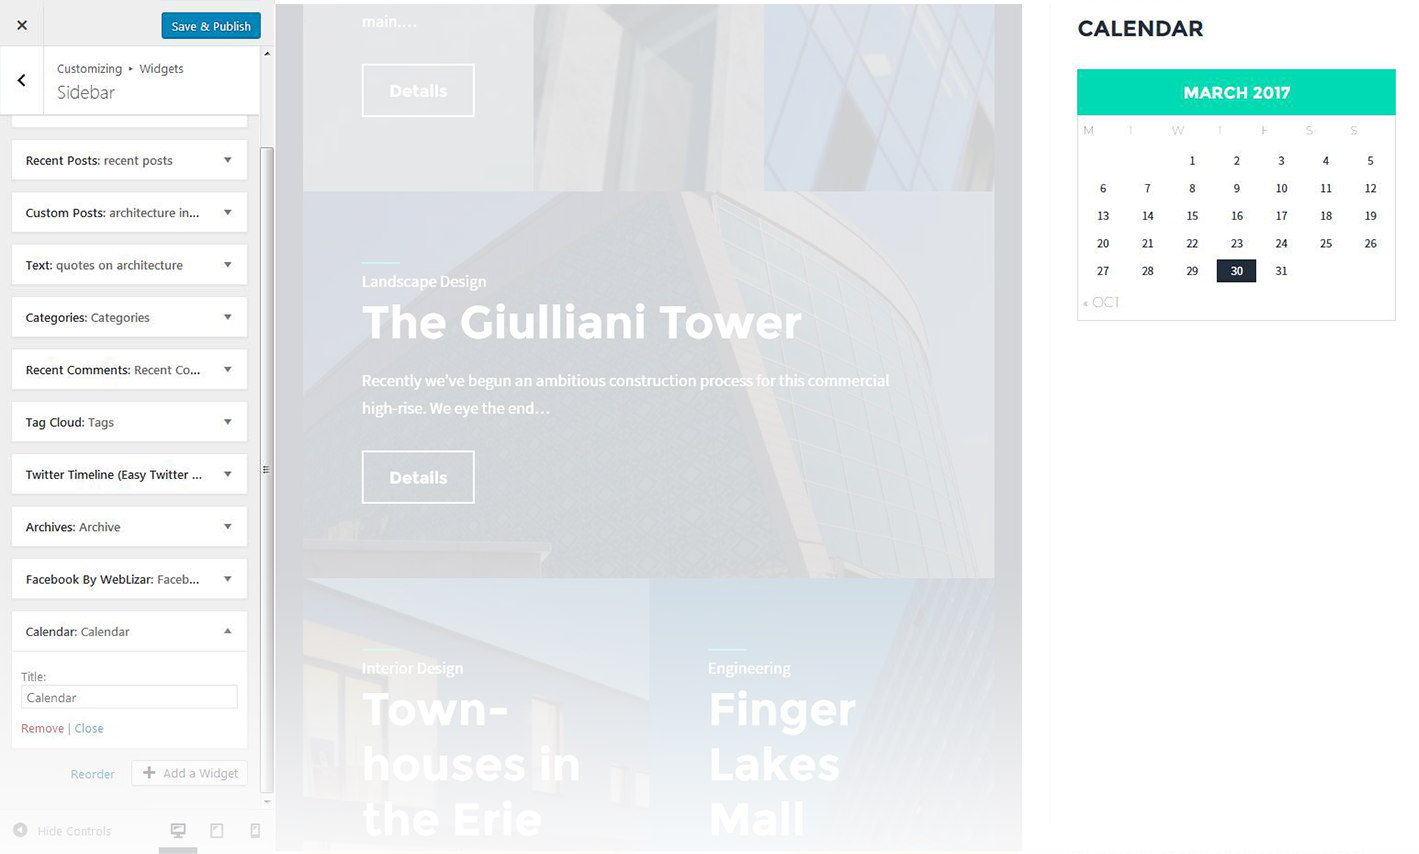 Save & Publish
Customizing ▸ Widgets
Sidebar
Recent Posts: recent posts
Custom Posts: architecture in...
Text: quotes on architecture
Categories: Categories
Recent Comments: Recent Co...
Tag Cloud: Tags
Twitter Timeline (Easy Twitter ...
Archives: Archive
Facebook By WebLizar: Faceb...
Calendar: Calendar
Title:
Calendar
Remove | Close
Reorder
Add a Widget
Hide Controls
main....
Details
Landscape Design
The Giulliani Tower
Recently we've begun an ambitious construction process for this commercial
high-rise. We eye the end...
Details
Interior Design
Town-
houses in
the Erie
Engineering
Finger
Lakes
Mall
CALENDAR
MARCH 2017
M T W T F S S
1 2 3 4 5
6 7 8 9 10 11 12
13 14 15 16 17 18 19
20 21 22 23 24 25 26
27 28 29 30 31
« OCT